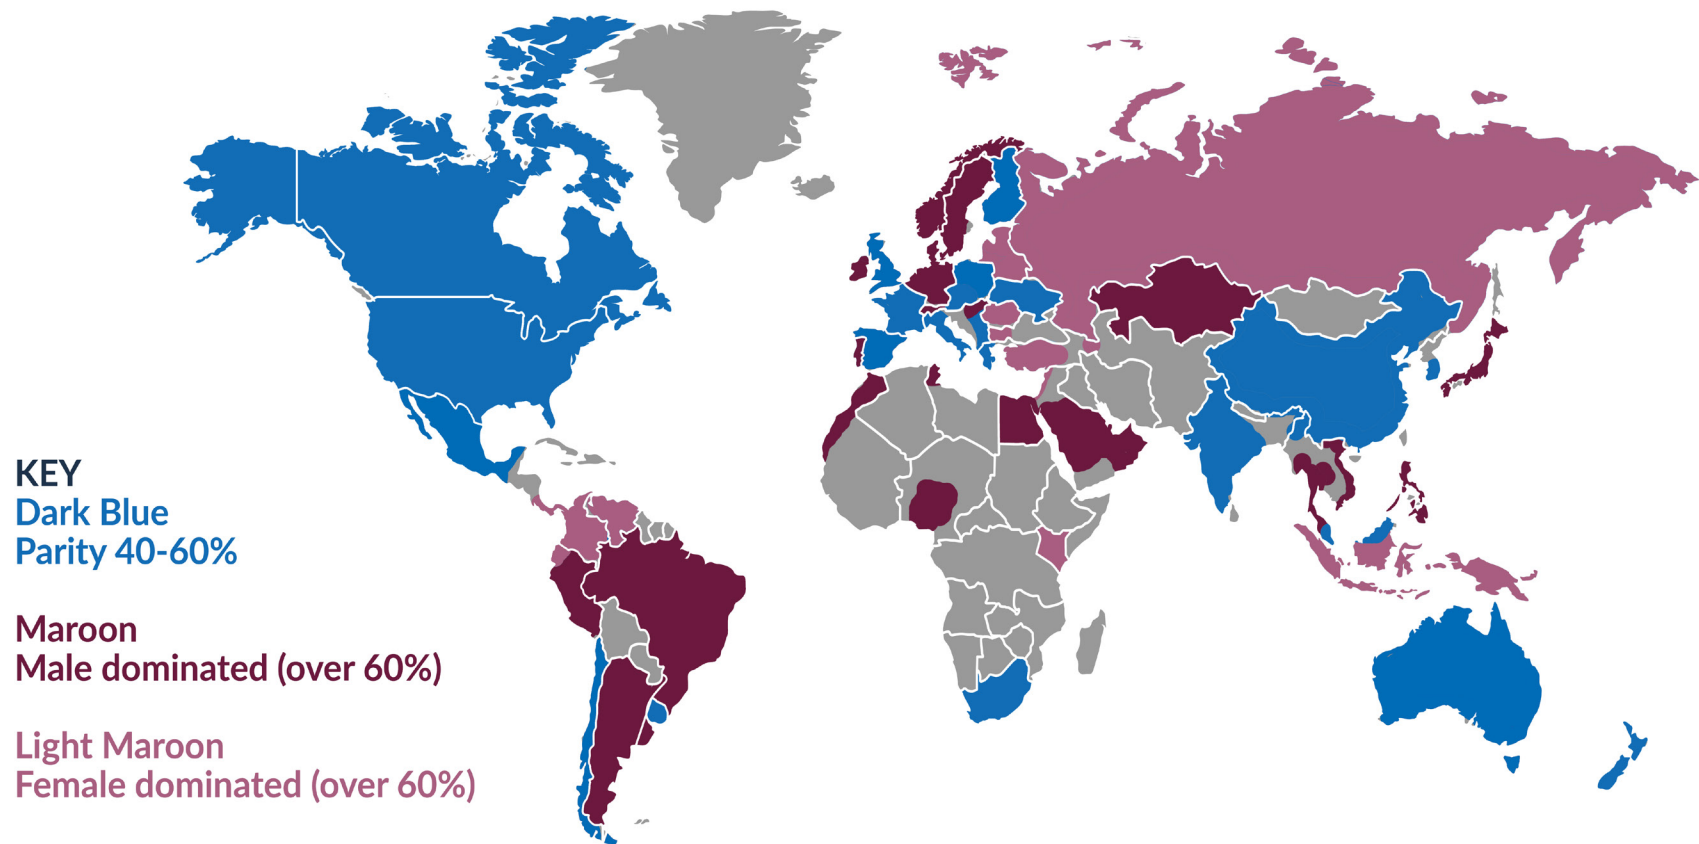 KEY
Dark Blue
Parity 40-60%
Maroon
Male dominated (over 60%)
Light Maroon
Female dominated (over 60%)